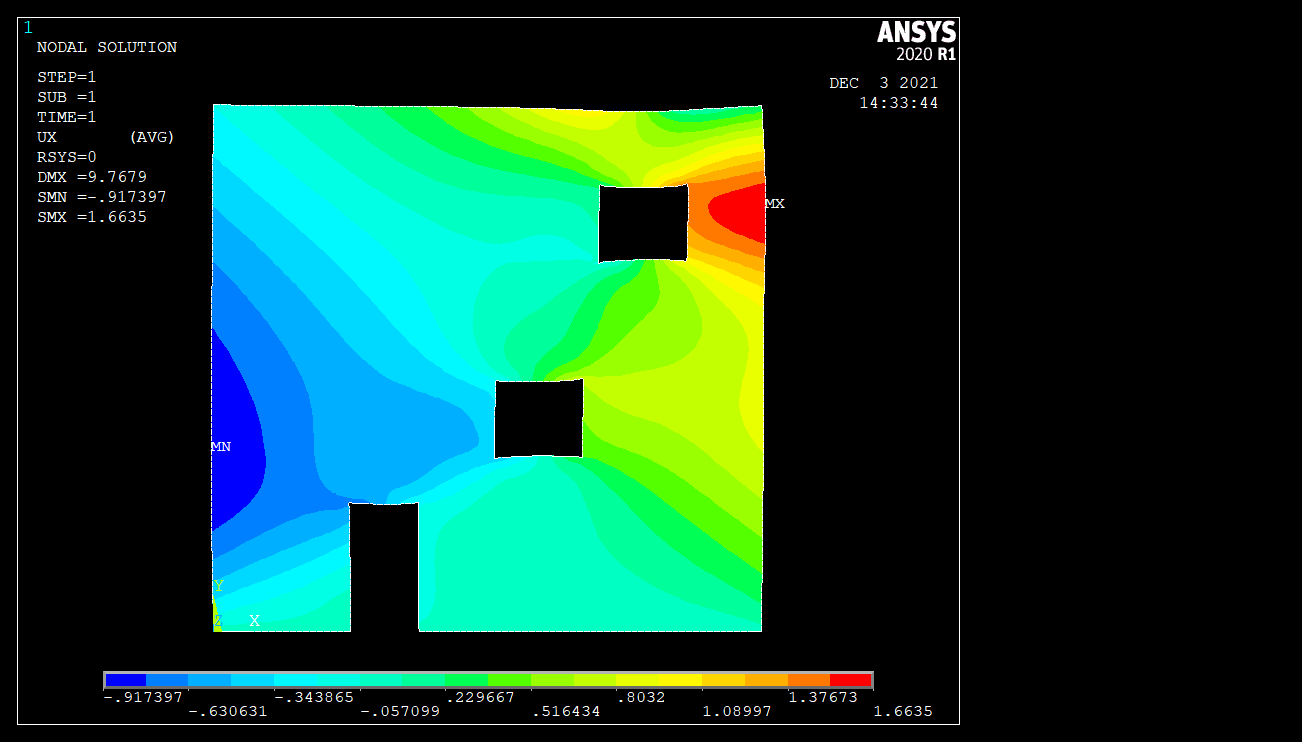 1
NODAL SOLUTION
STEP=1
SUB =1
TIME=1
UX (AVG)
RSYS=0
DMX =9.7679
SMN =-.917397
SMX =1.6635
ANSYS
2020 R1
DEC 3 2021
14:33:44
MX
MN
Y
Z X
-.917397 -.343865 .229667 .8032 1.37673
-.630631 -.057099 .516434 1.08997 1.6635